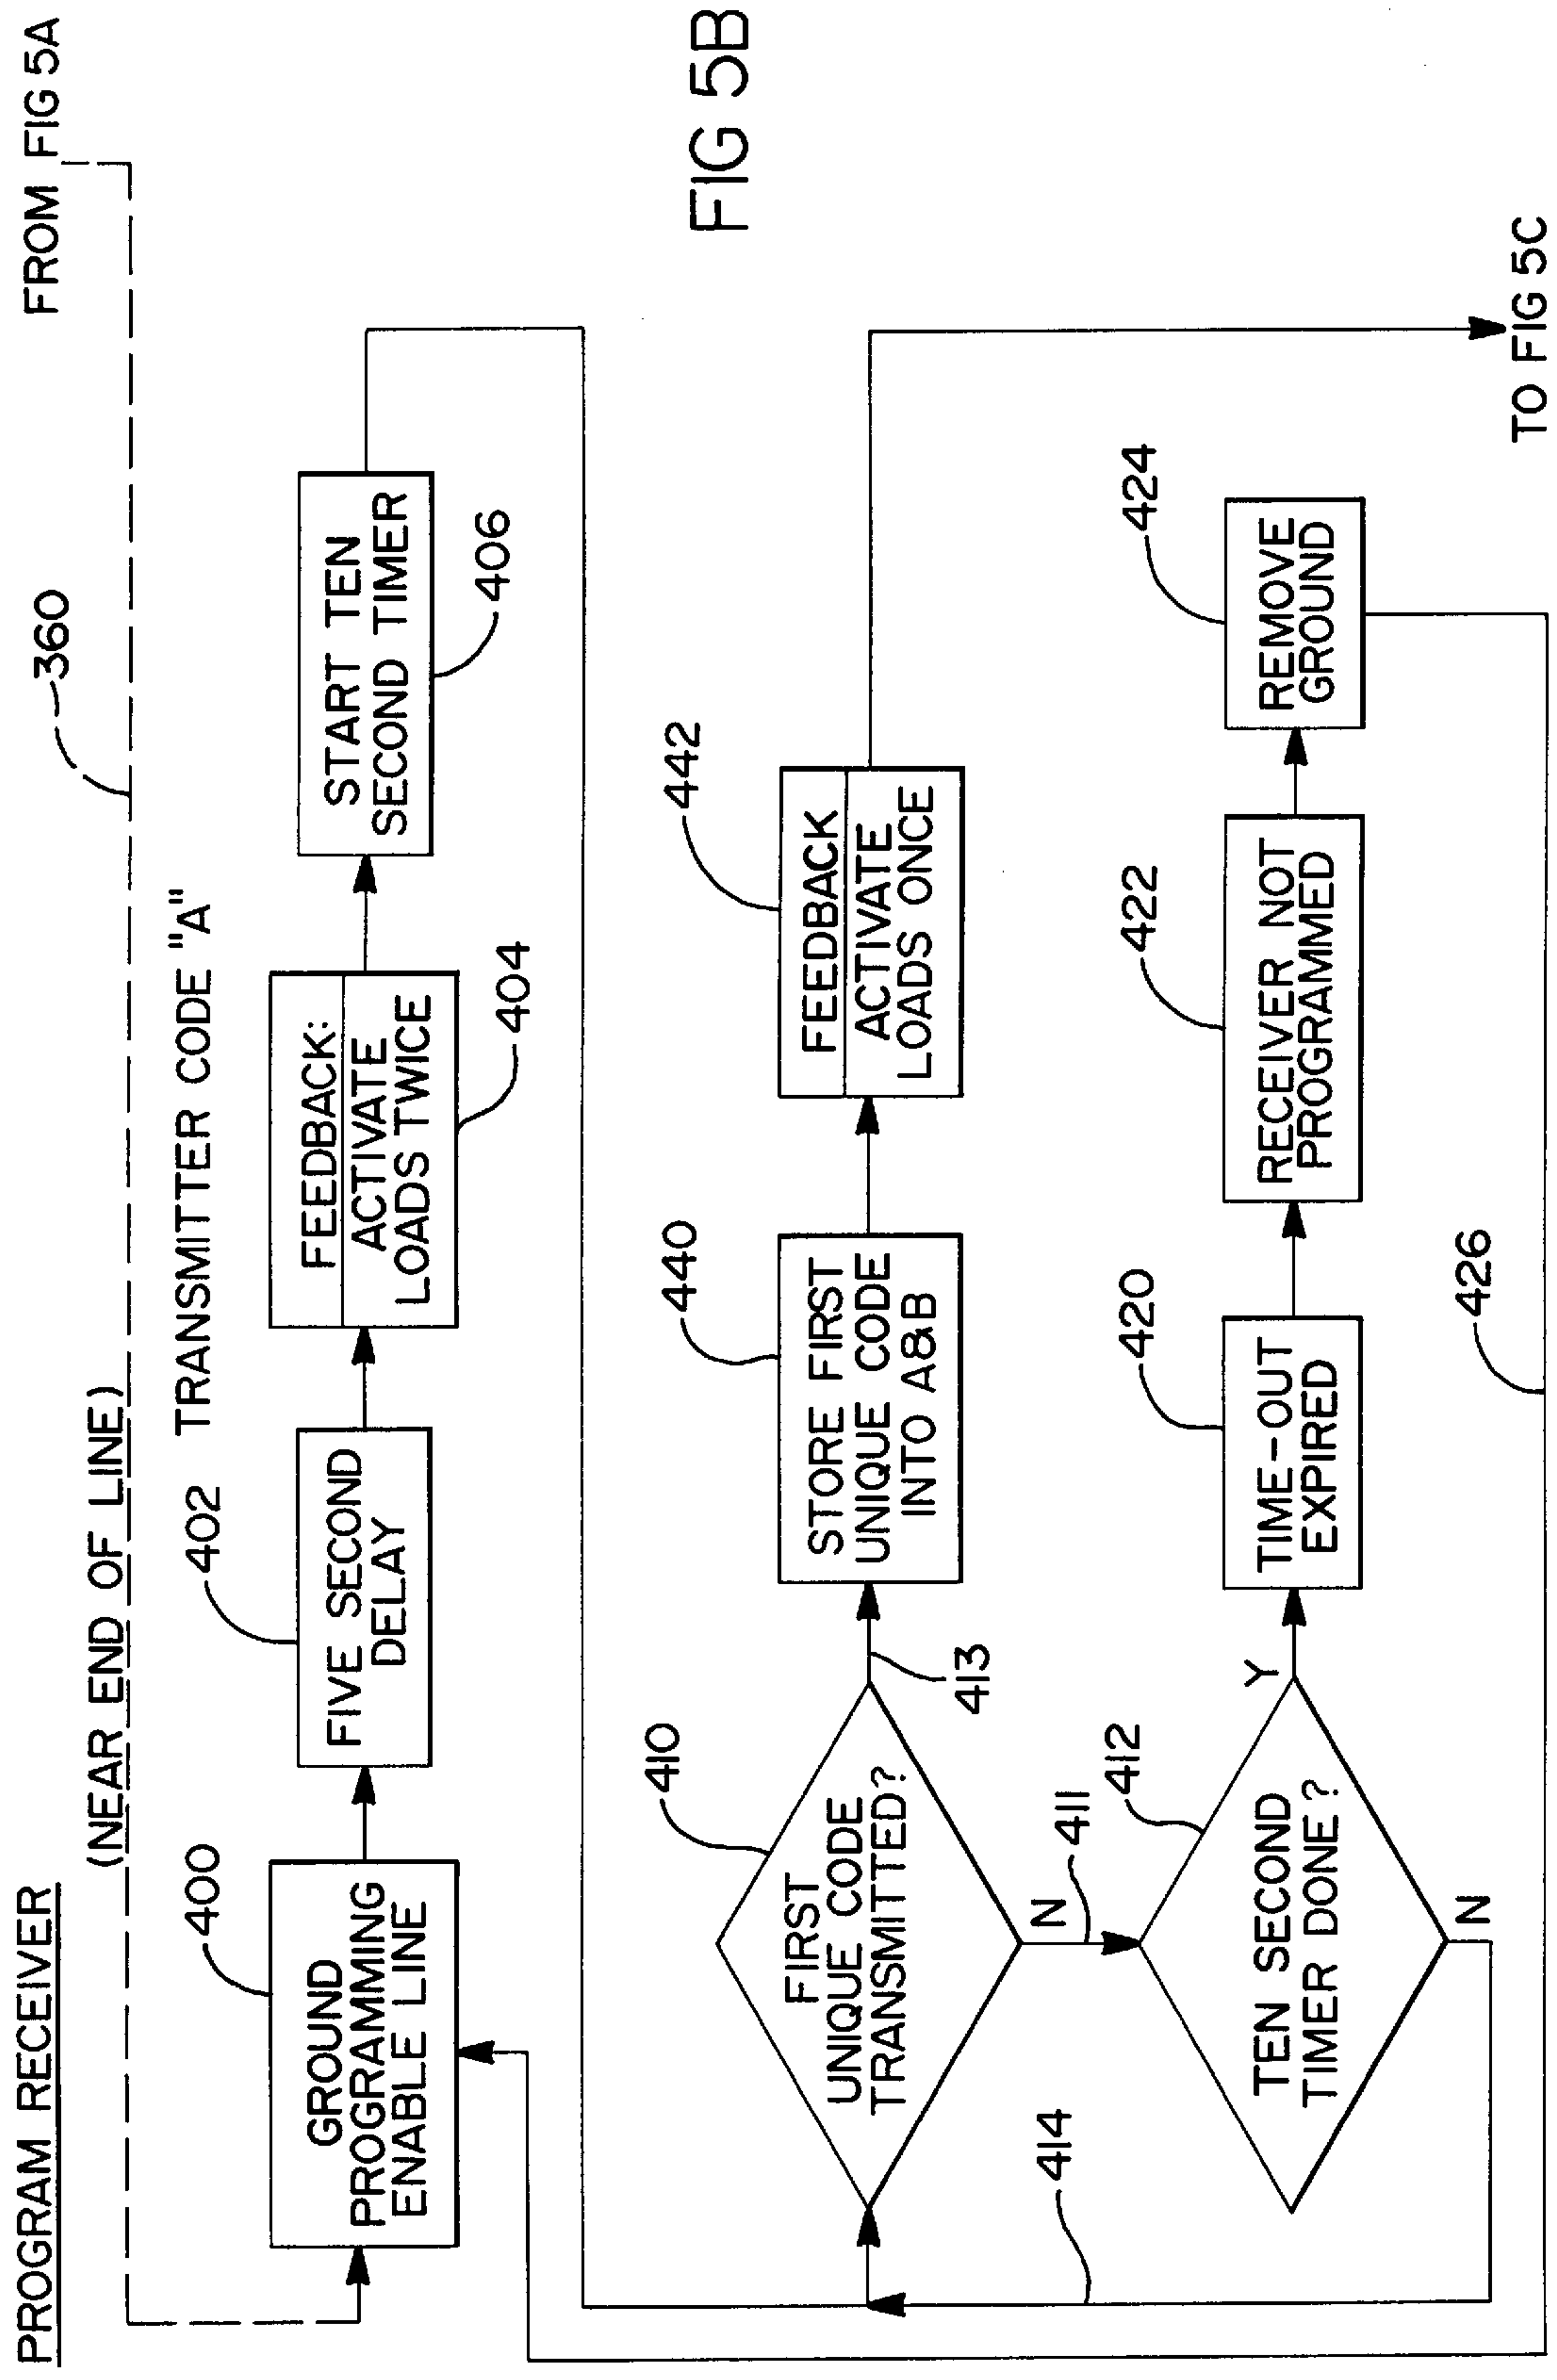 PROGRAM RECEIVER
FROM FIG 5A
360
(NEAR END OF LINE)
TRANSMITTER CODE "A"
400
GROUND
PROGRAMMING
ENABLE LINE
402
FIVE SECOND
DELAY
FEEDBACK:
ACTIVATE
LOADS TWICE
404
START TEN
SECOND TIMER
406
FIG 5B
410
FIRST
UNIQUE CODE
TRANSMITTED?
413
440
STORE FIRST
UNIQUE CODE
INTO A&B
442
FEEDBACK
ACTIVATE
LOADS ONCE
N
411
414
412
TEN SECOND
TIMER DONE?
Y
N
420
TIME-OUT
EXPIRED
422
RECEIVER NOT
PROGRAMMED
424
REMOVE
GROUND
426
TO FIG 5C